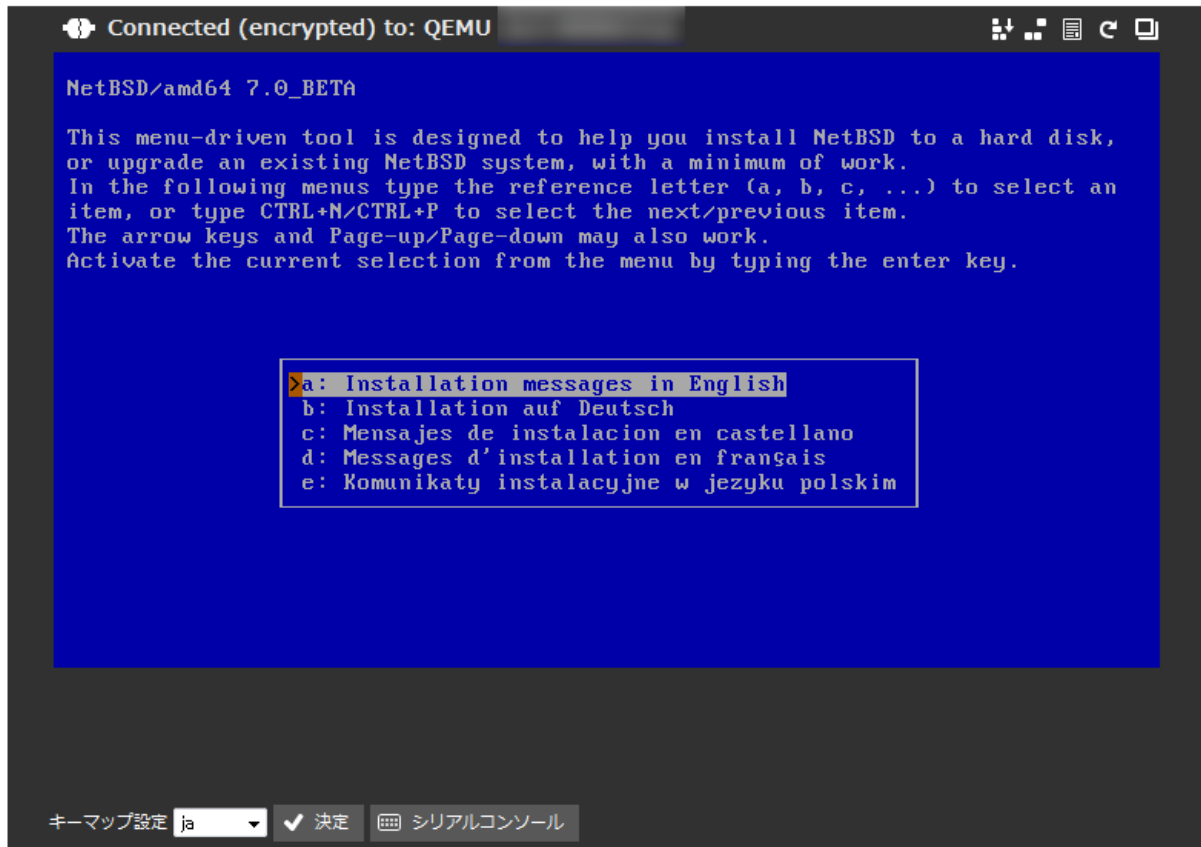 Connected (encrypted) to: QEMU
NetBSD/amd64 7.0_BETA
This menu-driven tool is designed to help you install NetBSD to a hard disk,
or upgrade an existing NetBSD system, with a minimum of work.
In the following menus type the reference letter (a, b, c, ...) to select an
item, or type CTRL+N/CTRL+P to select the next/previous item.
The arrow keys and Page-up/Page-down may also work.
Activate the current selection from the menu by typing the enter key.
>a: Installation messages in English
b: Installation auf Deutsch
c: Mensajes de instalacion en castellano
d: Messages d'installation en français
e: Komunikaty instalacyjne w jezyku polskim
キーマップ設定 ja 決定 シリアルコンソール